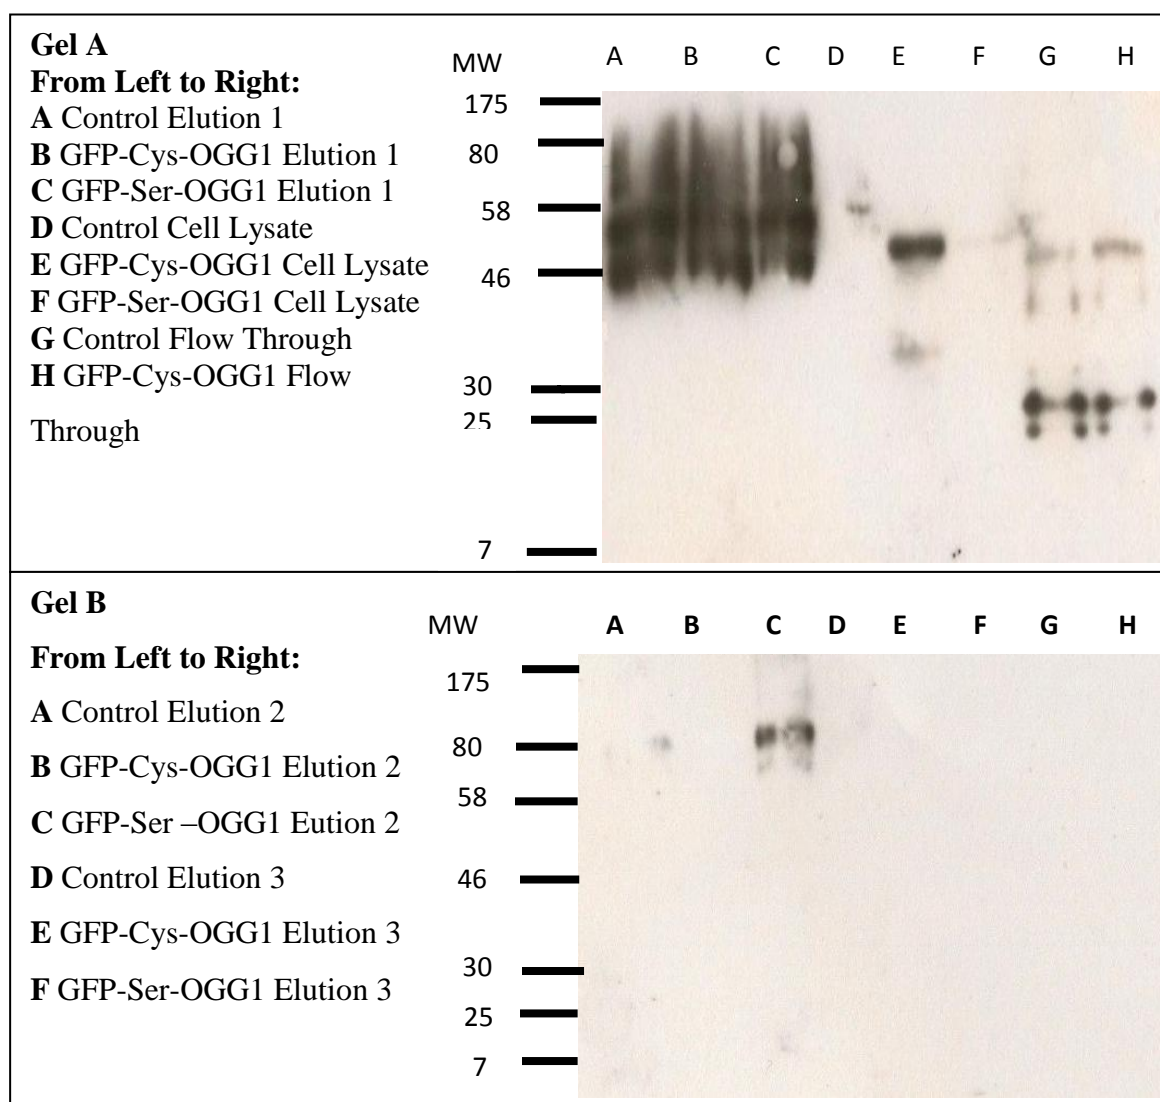 Gel A
From Left to Right:
A Control Elution 1
B GFP-Cys-OGG1 Elution 1
C GFP-Ser-OGG1 Elution 1
D Control Cell Lysate
E GFP-Cys-OGG1 Cell Lysate
F GFP-Ser-OGG1 Cell Lysate
G Control Flow Through
H GFP-Cys-OGG1 Flow
Through
MW
A B C D E F G H
175
80
58
46
30
25
7
Gel B
From Left to Right:
A Control Elution 2
B GFP-Cys-OGG1 Elution 2
C GFP-Ser –OGG1 Eution 2
D Control Elution 3
E GFP-Cys-OGG1 Elution 3
F GFP-Ser-OGG1 Elution 3
MW
A B C D E F G H
175
80
58
46
30
25
7